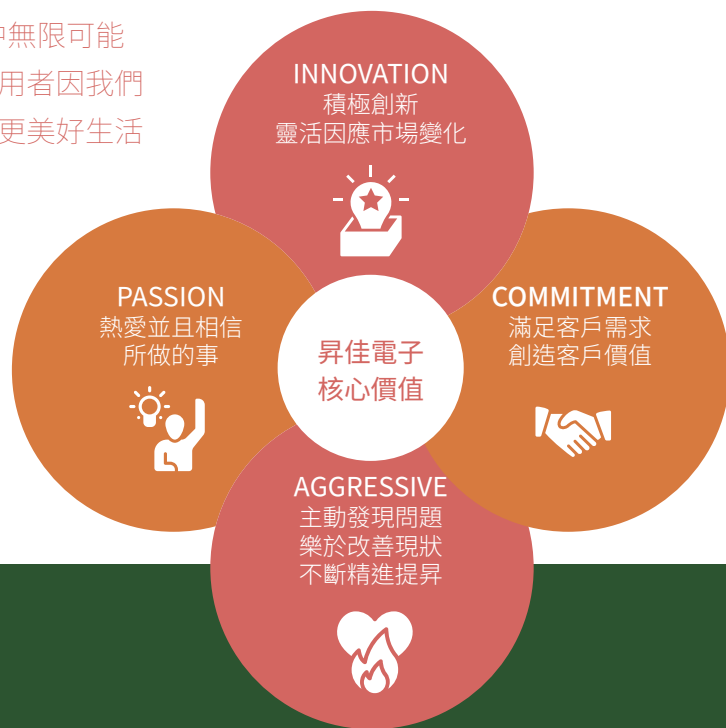 中無限可能
用者因我們
更美好生活
INNOVATION
積極創新
靈活因應市場變化
PASSION
熱愛並且相信
所做的事
COMMITMENT
滿足客戶需求
創造客戶價值
昇佳電子
核心價值
AGGRESSIVE
主動發現問題
樂於改善現狀
不斷精進提昇